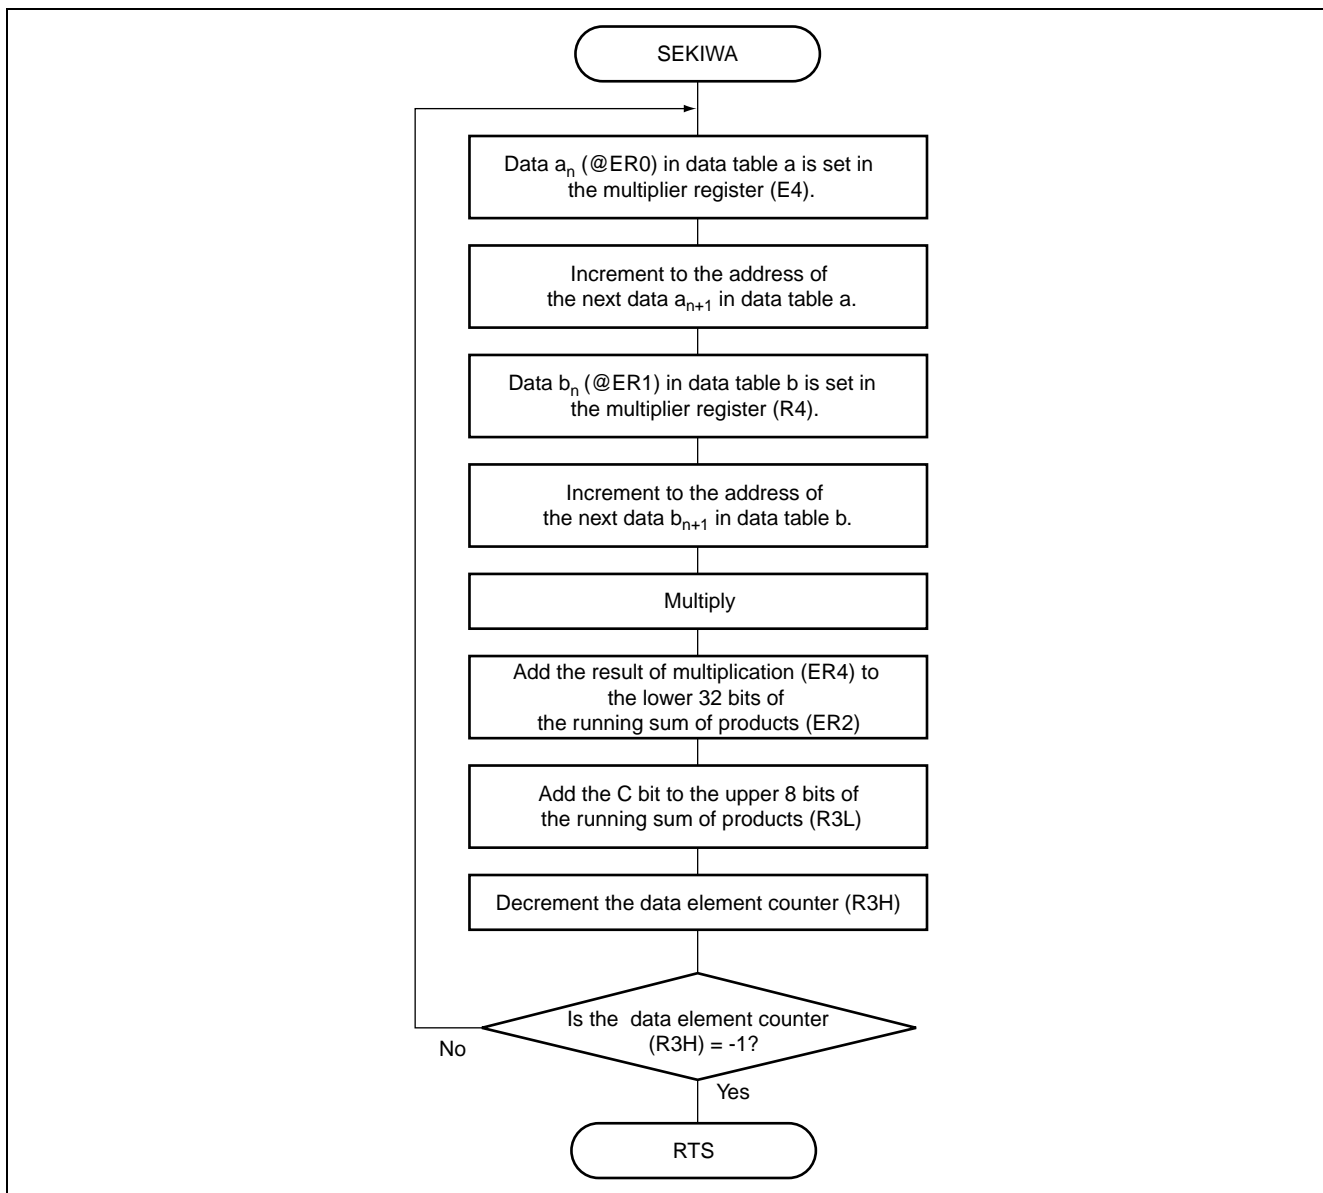 SEKIWA
Data aₙ (@ER0) in data table a is set in
the multiplier register (E4).
Increment to the address of
the next data aₙ₊₁ in data table a.
Data bₙ (@ER1) in data table b is set in
the multiplier register (R4).
Increment to the address of
the next data bₙ₊₁ in data table b.
Multiply
Add the result of multiplication (ER4) to
the lower 32 bits of
the running sum of products (ER2)
Add the C bit to the upper 8 bits of
the running sum of products (R3L)
Decrement the data element counter (R3H)
Is the data element counter
(R3H) = -1?
No
Yes
RTS